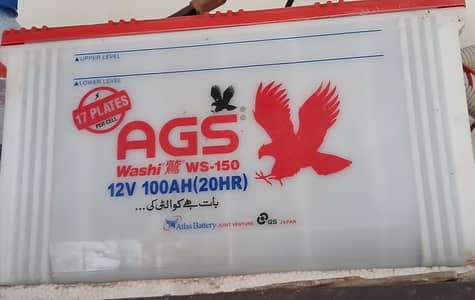 ▲UPPER LEVEL
▲LOWER LEVEL
17 PLATES
PER CELL
AGS®
Washi 鷲 WS-150
12V 100AH(20HR)
بات ہے کوالٹی کی...
Atlas Battery JOINT VENTURE GS JAPAN